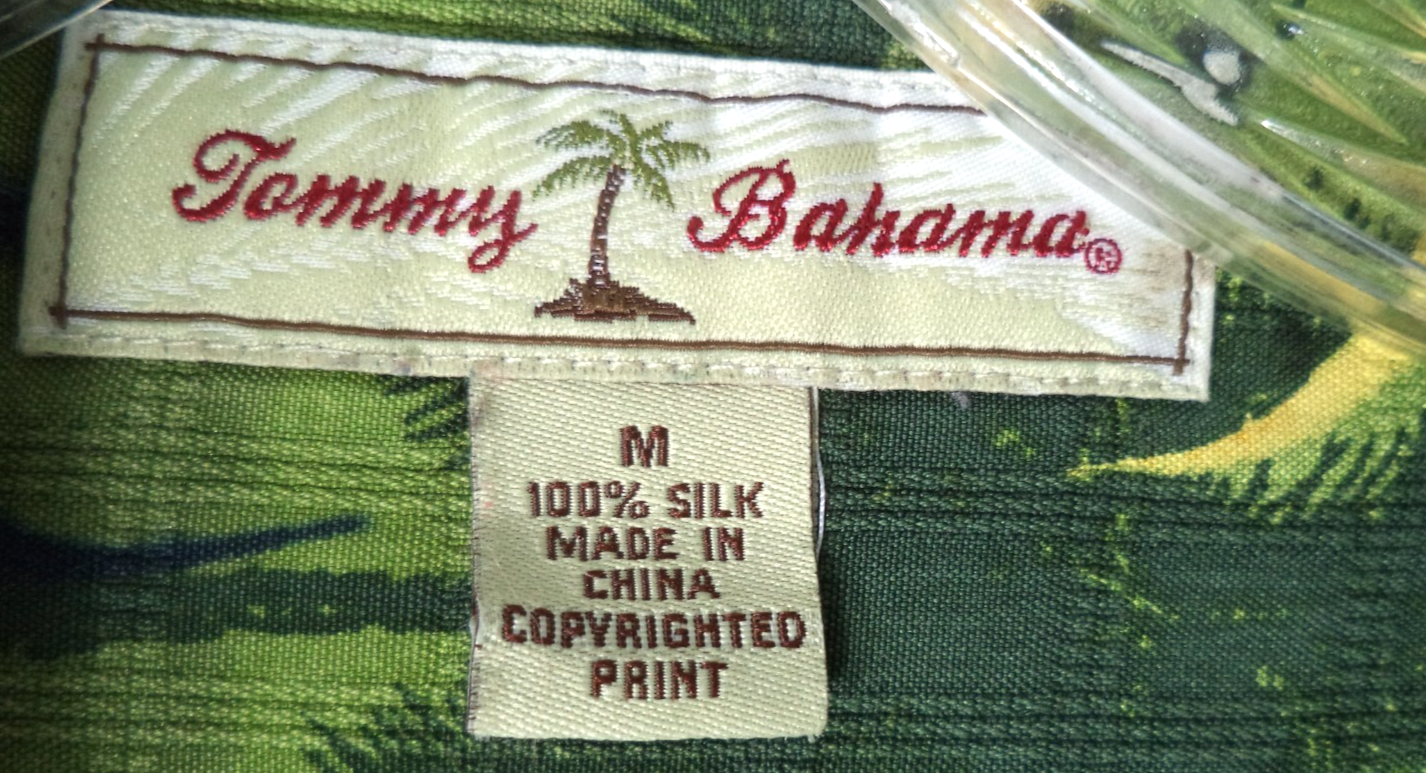 Tommy Bahama®
M
100% SILK
MADE IN
CHINA
COPYRIGHTED
PRINT